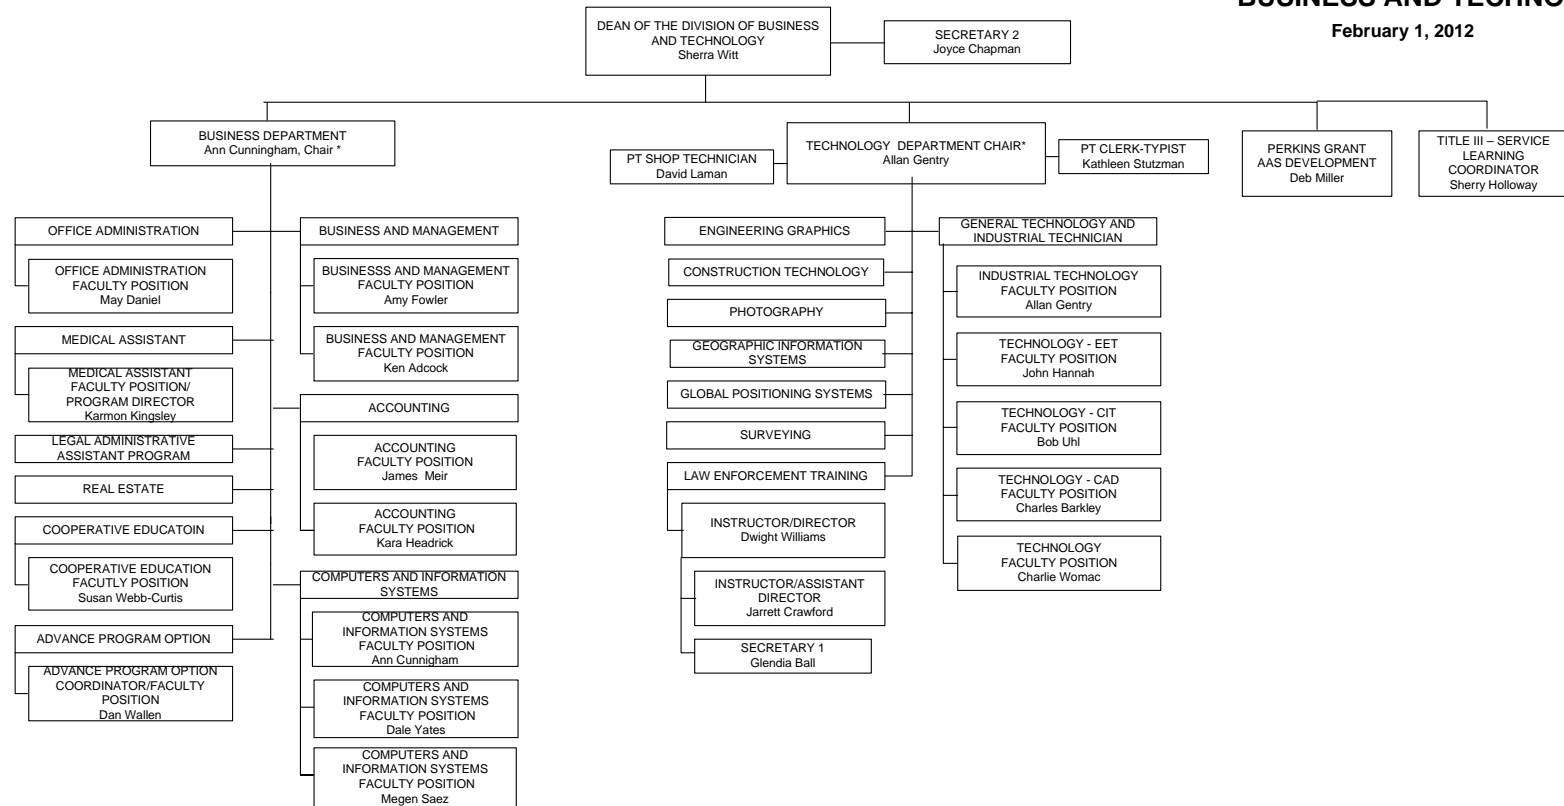 BUSINESS AND TECHNO
February 1, 2012
DEAN OF THE DIVISION OF BUSINESS
AND TECHNOLOGY
Sherra Witt
SECRETARY 2
Joyce Chapman
BUSINESS DEPARTMENT
Ann Cunningham, Chair *
PT SHOP TECHNICIAN
David Laman
TECHNOLOGY DEPARTMENT CHAIR*
Allan Gentry
PT CLERK-TYPIST
Kathleen Stutzman
PERKINS GRANT
AAS DEVELOPMENT
Deb Miller
TITLE III – SERVICE
LEARNING
COORDINATOR
Sherry Holloway
OFFICE ADMINISTRATION
OFFICE ADMINISTRATION
FACULTY POSITION
May Daniel
MEDICAL ASSISTANT
MEDICAL ASSISTANT
FACULTY POSITION/
PROGRAM DIRECTOR
Karmon Kingsley
LEGAL ADMINISTRATIVE
ASSISTANT PROGRAM
REAL ESTATE
COOPERATIVE EDUCATOIN
COOPERATIVE EDUCATION
FACUTLY POSITION
Susan Webb-Curtis
ADVANCE PROGRAM OPTION
ADVANCE PROGRAM OPTION
COORDINATOR/FACULTY
POSITION
Dan Wallen
BUSINESS AND MANAGEMENT
BUSINESSS AND MANAGEMENT
FACULTY POSITION
Amy Fowler
BUSINESS AND MANAGEMENT
FACULTY POSITION
Ken Adcock
ACCOUNTING
ACCOUNTING
FACULTY POSITION
James Meir
ACCOUNTING
FACULTY POSITION
Kara Headrick
COMPUTERS AND INFORMATION
SYSTEMS
COMPUTERS AND
INFORMATION SYSTEMS
FACULTY POSITION
Ann Cunnigham
COMPUTERS AND
INFORMATION SYSTEMS
FACULTY POSITION
Dale Yates
COMPUTERS AND
INFORMATION SYSTEMS
FACULTY POSITION
Megen Saez
ENGINEERING GRAPHICS
CONSTRUCTION TECHNOLOGY
PHOTOGRAPHY
GEOGRAPHIC INFORMATION
SYSTEMS
GLOBAL POSITIONING SYSTEMS
SURVEYING
LAW ENFORCEMENT TRAINING
INSTRUCTOR/DIRECTOR
Dwight Williams
INSTRUCTOR/ASSISTANT
DIRECTOR
Jarrett Crawford
SECRETARY 1
Glendia Ball
GENERAL TECHNOLOGY AND
INDUSTRIAL TECHNICIAN
INDUSTRIAL TECHNOLOGY
FACULTY POSITION
Allan Gentry
TECHNOLOGY - EET
FACULTY POSITION
John Hannah
TECHNOLOGY - CIT
FACULTY POSITION
Bob Uhl
TECHNOLOGY - CAD
FACULTY POSITION
Charles Barkley
TECHNOLOGY
FACULTY POSITION
Charlie Womac